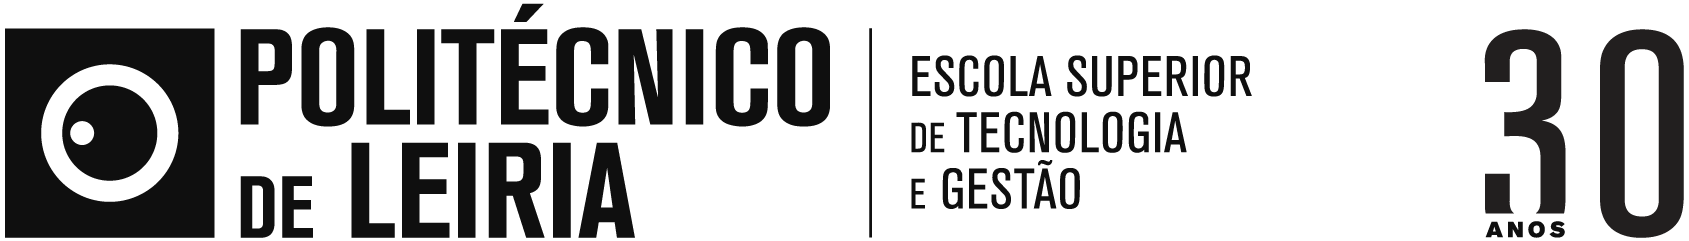 POLITÉCNICO
DE LEIRIA
ESCOLA SUPERIOR
DE TECNOLOGIA
E GESTÃO
30
ANOS